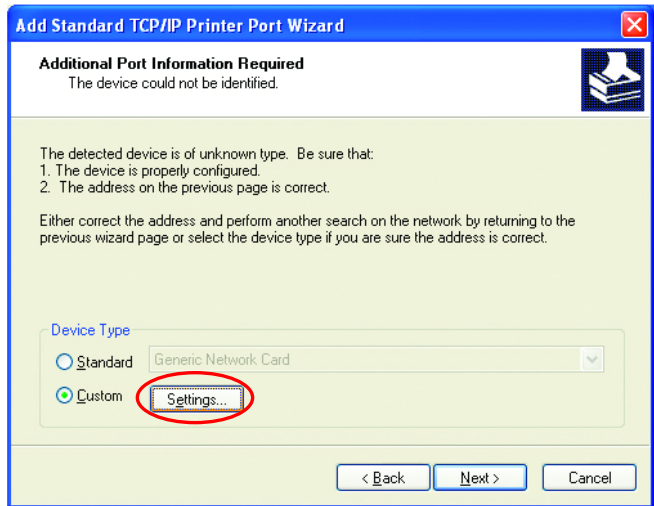 Add Standard TCP/IP Printer Port Wizard
Additional Port Information Required
The device could not be identified.
The detected device is of unknown type.  Be sure that:
1. The device is properly configured.
2.  The address on the previous page is correct.
Either correct the address and perform another search on the network by returning to the
previous wizard page or select the device type if you are sure the address is correct.
Device Type
Standard
Generic Network Card
Custom
Settings...
< Back
Next >
Cancel